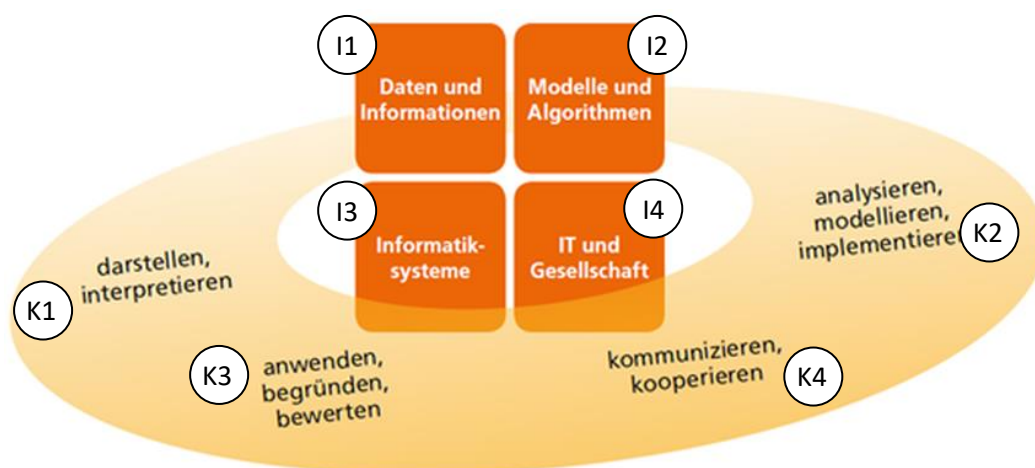 I1
I2
Daten und
Informationen
Modelle und
Algorithmen
I3
I4
Informatik-
systeme
IT und
Gesellschaft
analysieren,
modellieren,
implementieren
K2
darstellen,
interpretieren
K1
K3
anwenden,
begründen,
bewerten
kommunizieren,
kooperieren
K4